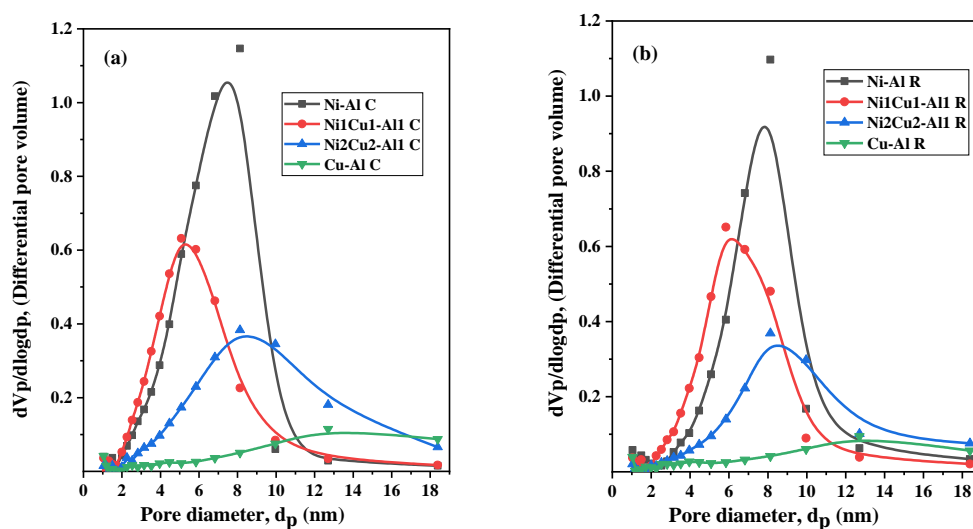 (a)
Ni-Al C
Ni1Cu1-Al1 C
Ni2Cu2-Al1 C
Cu-Al C
dVp/dlogdp, (Differential pore volume)
1.2
1.0
0.8
0.6
0.4
0.2
0 2 4 6 8 10 12 14 16 18
Pore diameter, dp (nm)
(b)
Ni-Al R
Ni1Cu1-Al1 R
Ni2Cu2-Al1 R
Cu-Al R
dVp/dlogdp, (Differential pore volume)
1.2
1.0
0.8
0.6
0.4
0.2
0 2 4 6 8 10 12 14 16 18
Pore diameter, dp (nm)